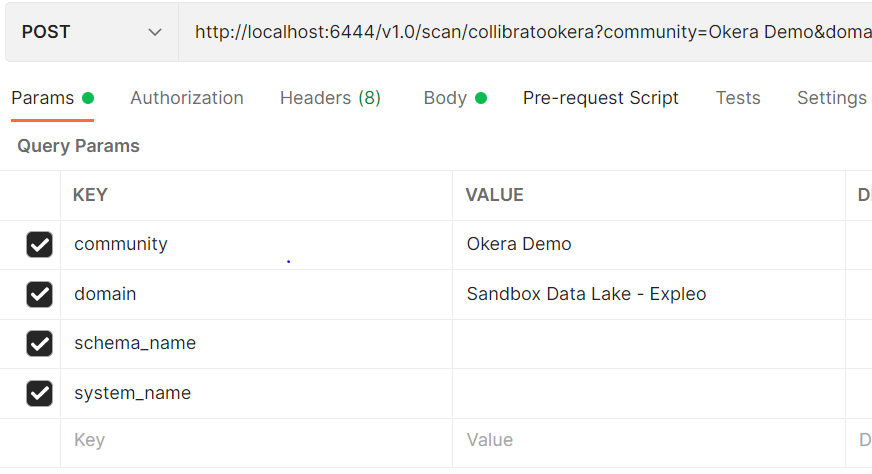 POST http://localhost:6444/v1.0/scan/collibratookera?community=Okera Demo&doma
Params Authorization Headers (8) Body Pre-request Script Tests Settings
Query Params
KEY VALUE D
community Okera Demo
domain Sandbox Data Lake - Expleo
schema_name
system_name
Key Value D